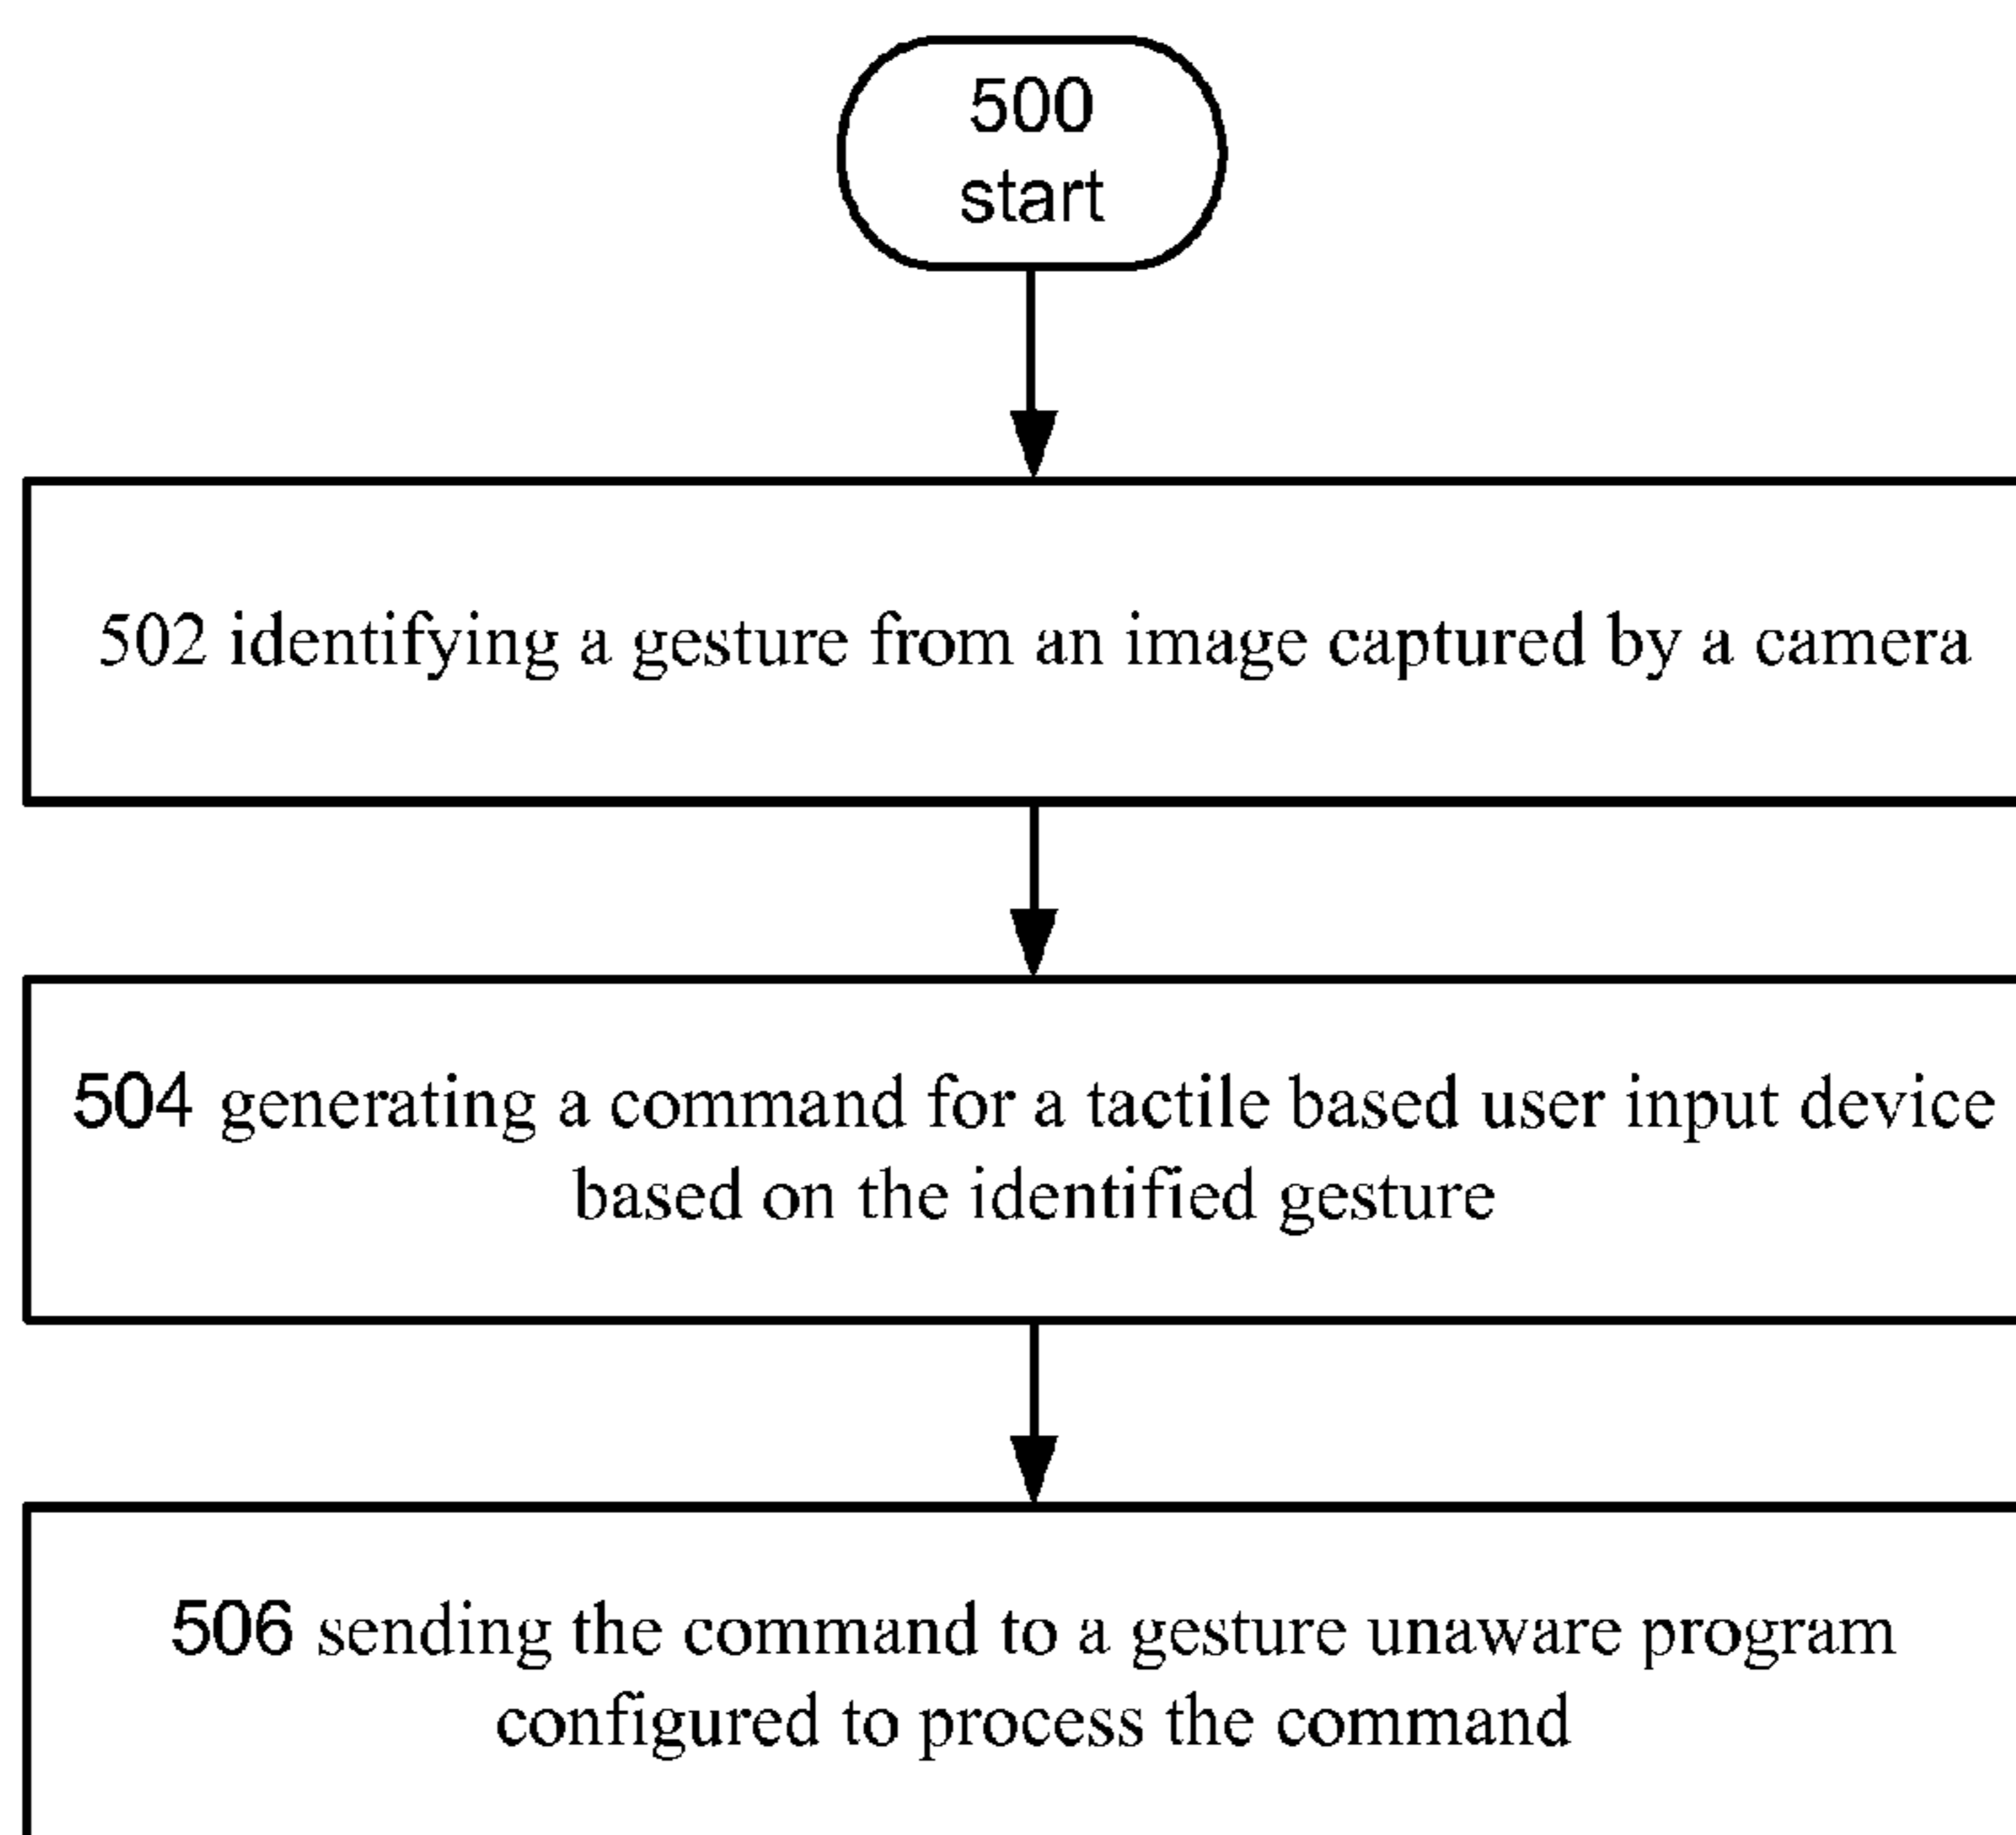 500
start
502 identifying a gesture from an image captured by a camera
504 generating a command for a tactile based user input device
based on the identified gesture
506 sending the command to a gesture unaware program
configured to process the command